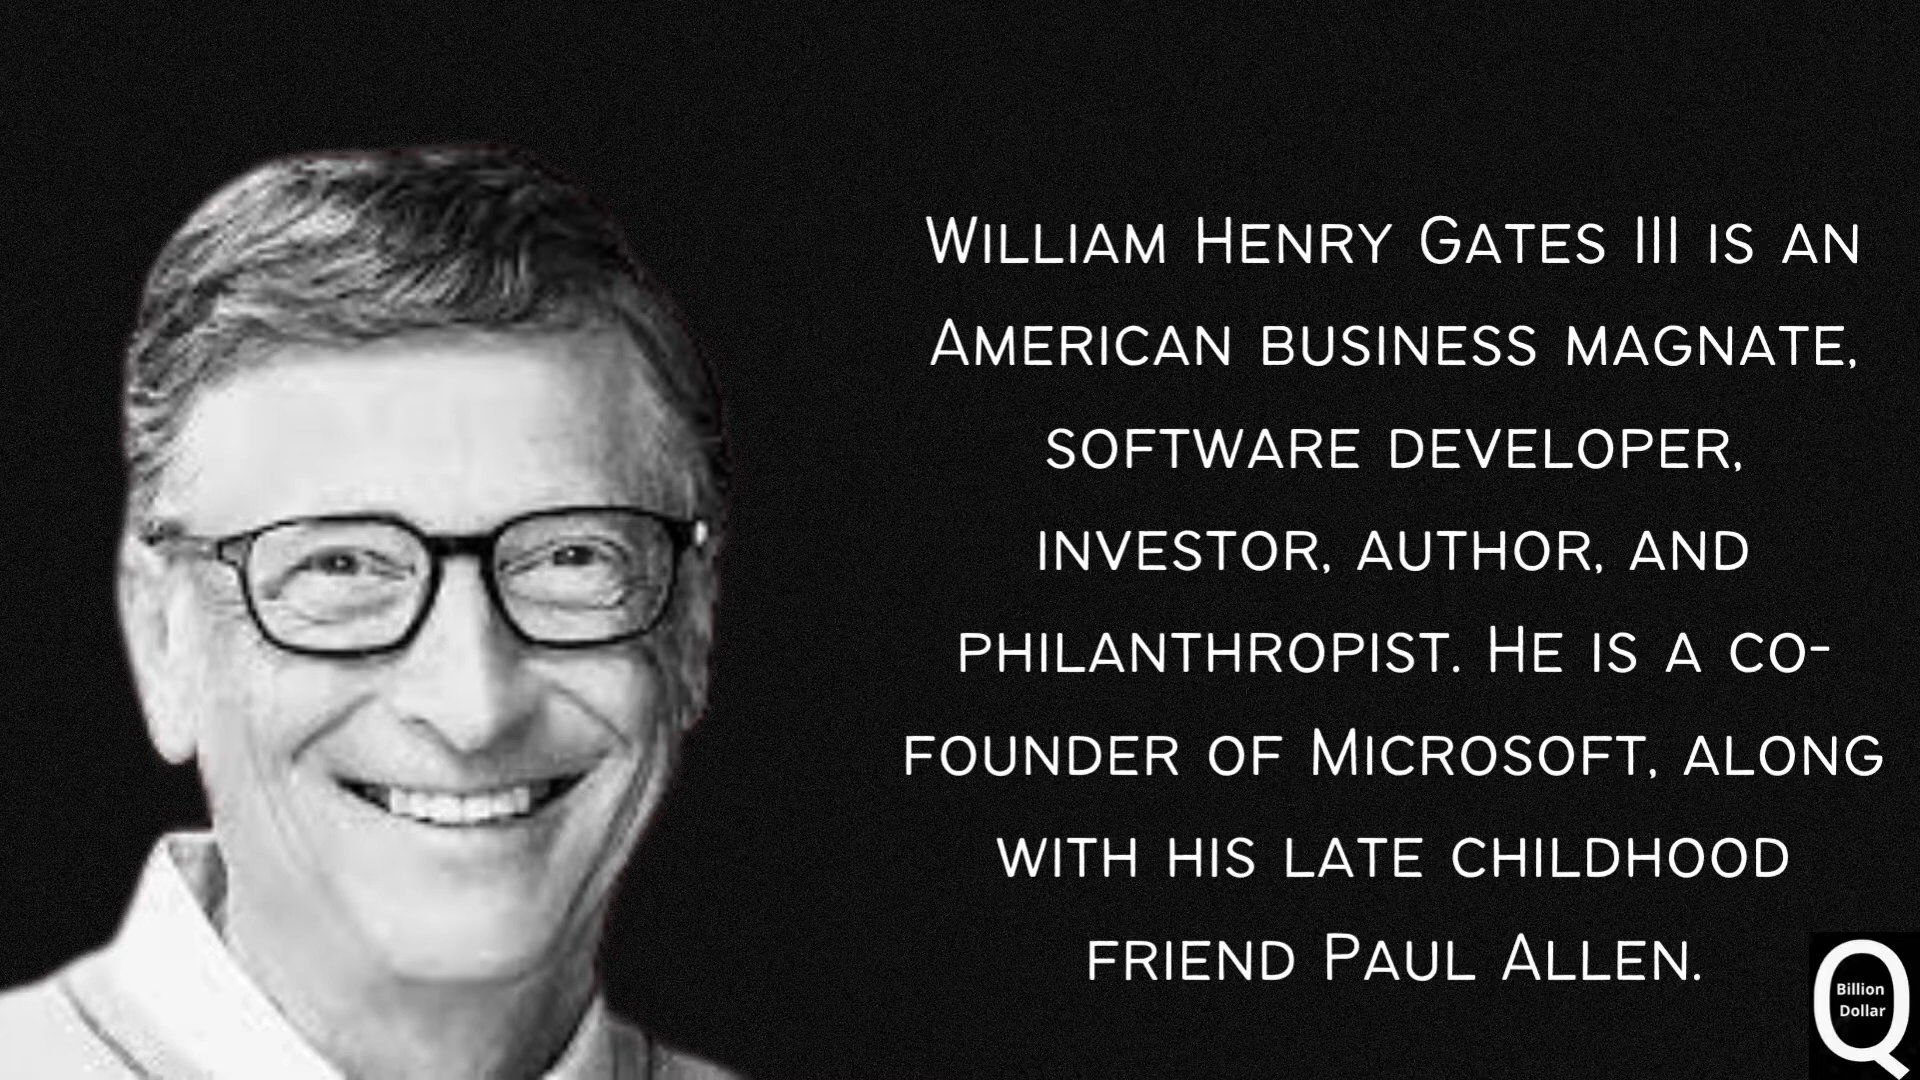 William Henry Gates III is an
American business magnate,
software developer,
investor, author, and
philanthropist. He is a co-
founder of Microsoft, along
with his late childhood
friend Paul Allen.
Billion
Dollar
Q